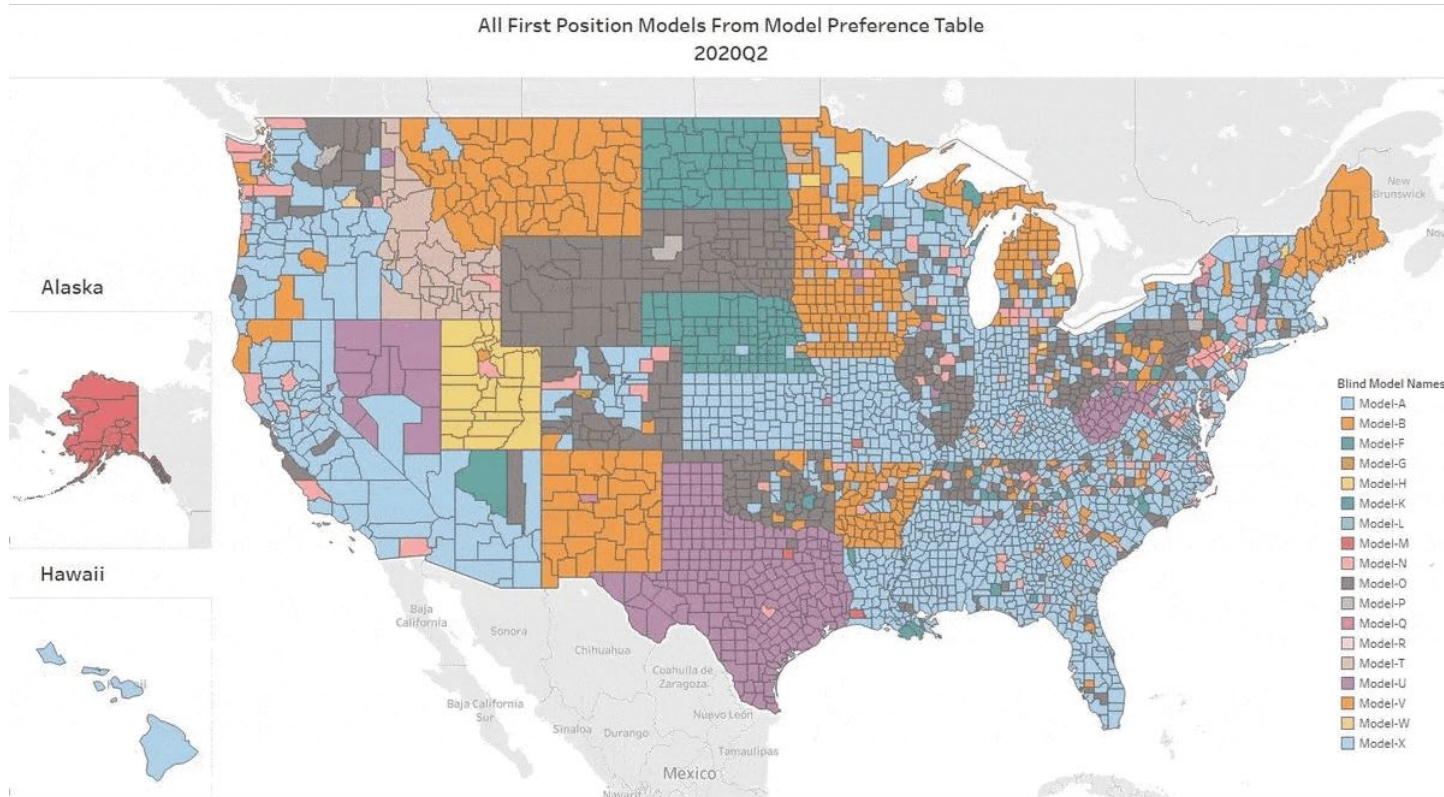 All First Position Models From Model Preference Table
2020Q2
Alaska
Hawaii
New
Brunswick
Baja
California
Sonora
Chihuahua
Coahuila de
Zaragoza
Baja California
Sur
Nuevo León
Sinaloa
Durango
Tamaulipas
Mexico
Blind Model Names
Model-A
Model-B
Model-F
Model-G
Model-H
Model-K
Model-L
Model-M
Model-N
Model-O
Model-P
Model-Q
Model-R
Model-T
Model-U
Model-V
Model-W
Model-X